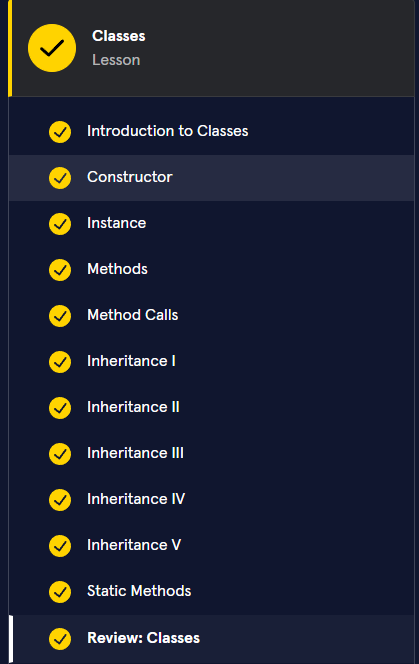 Classes
Lesson
Introduction to Classes
Constructor
Instance
Methods
Method Calls
Inheritance I
Inheritance II
Inheritance III
Inheritance IV
Inheritance V
Static Methods
Review: Classes